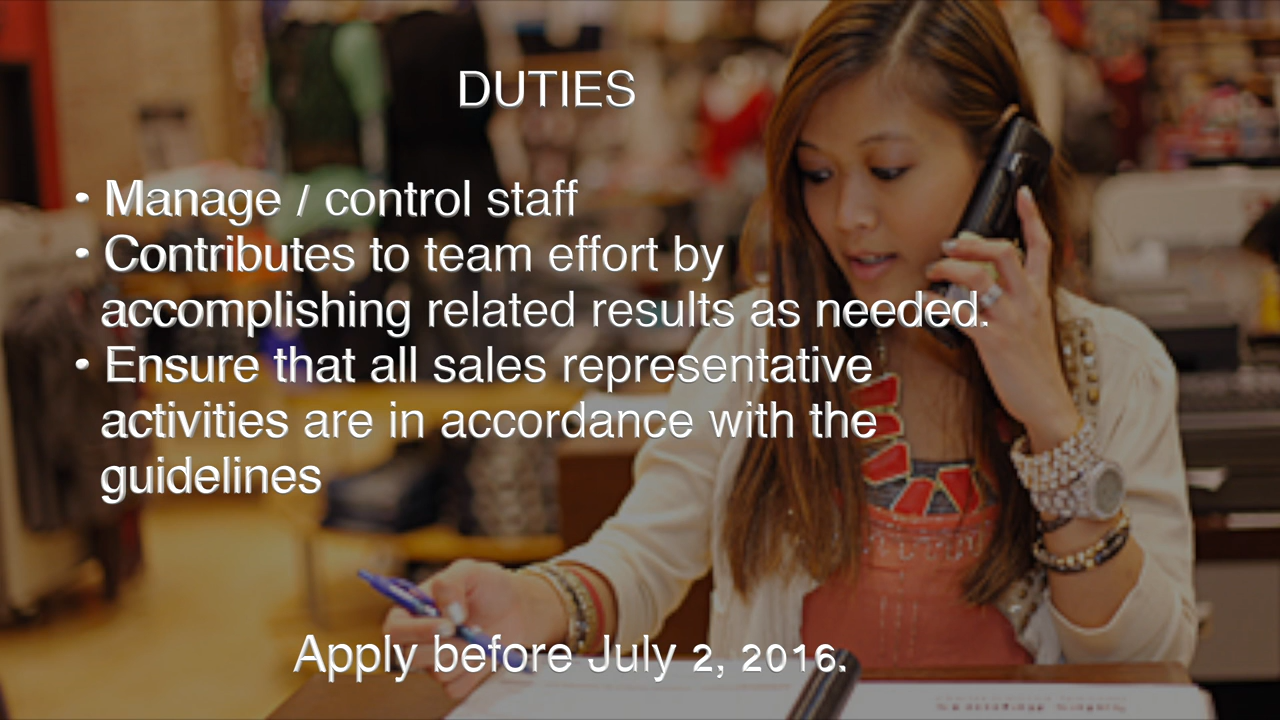 DUTIES
• Manage / control staff
• Contributes to team effort by
accomplishing related results as needed.
• Ensure that all sales representative
activities are in accordance with the
guidelines
Apply before July 2, 2016.